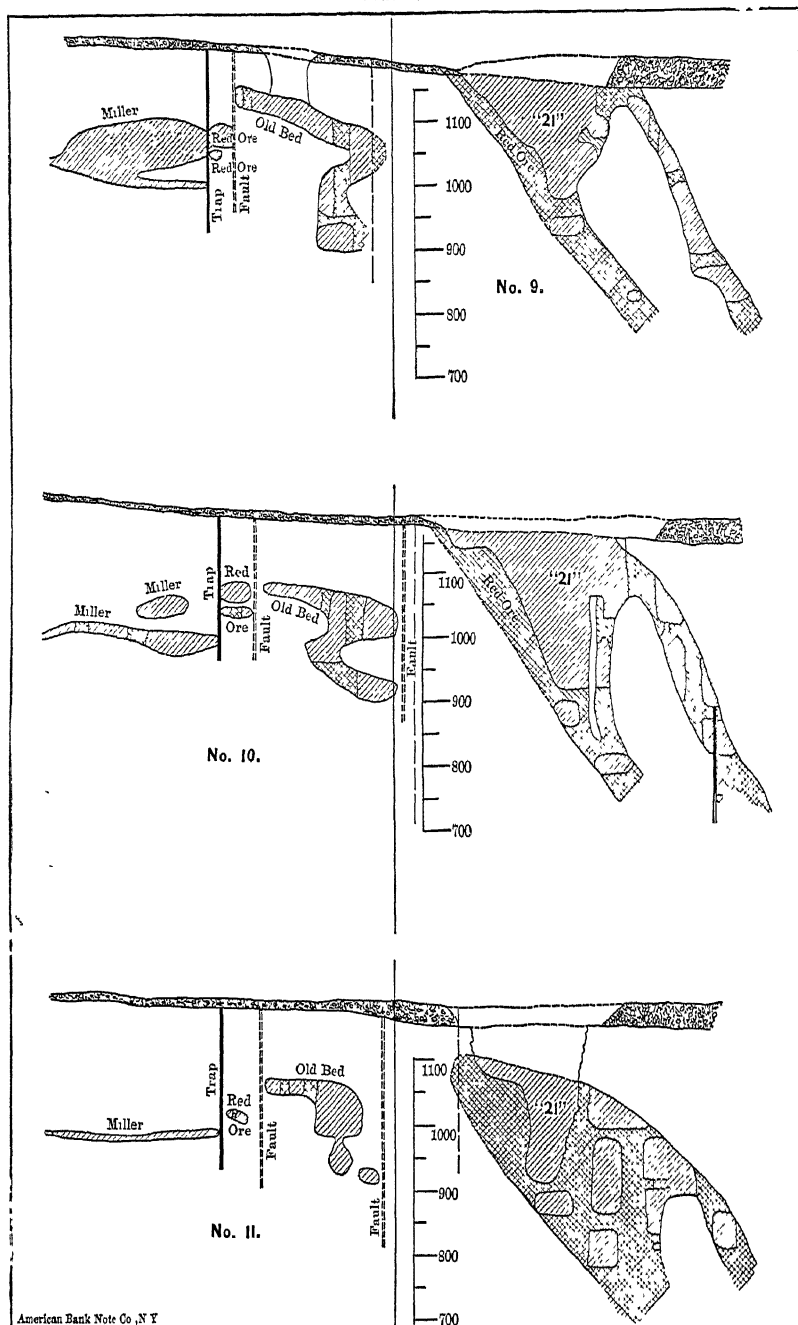 Miller
Red Ore
Red Ore
Trap
Fault
Old Bed
1100
1000
900
800
700
Red Ore
"21"
No. 9.
Miller
Miller
Trap
Red
Ore
Fault
Old Bed
Fault
1100
1000
900
800
700
Red Ore
"21"
No. 10.
Miller
Trap
Red
Ore
Fault
Old Bed
Fault
1100
1000
900
800
700
"21"
No. 11.
American Bank Note Co., N Y